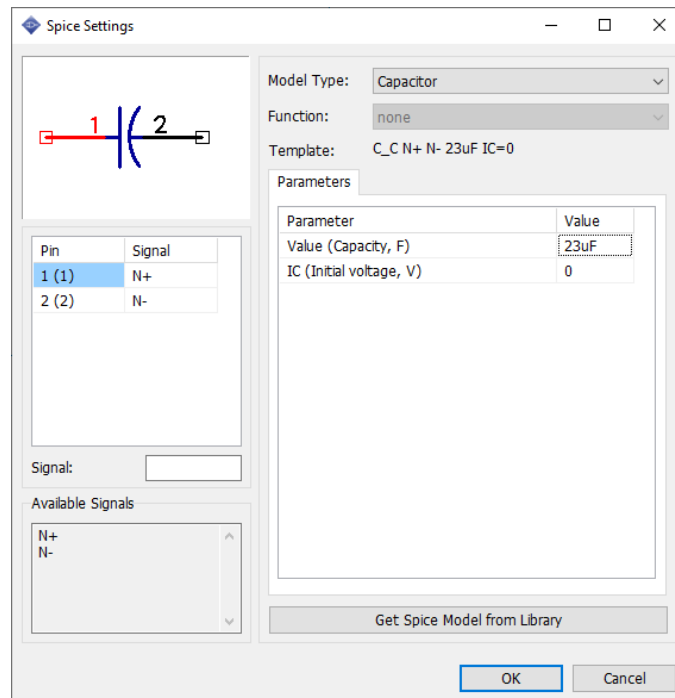 Spice Settings
1 2
Pin Signal
1 (1) N+
2 (2) N-
Signal:
Available Signals
N+
N-
Model Type: Capacitor
Function: none
Template: C_C N+ N- 23uF IC=0
Parameters
Parameter Value
Value (Capacity, F) 23uF
IC (Initial voltage, V) 0
Get Spice Model from Library
OK Cancel